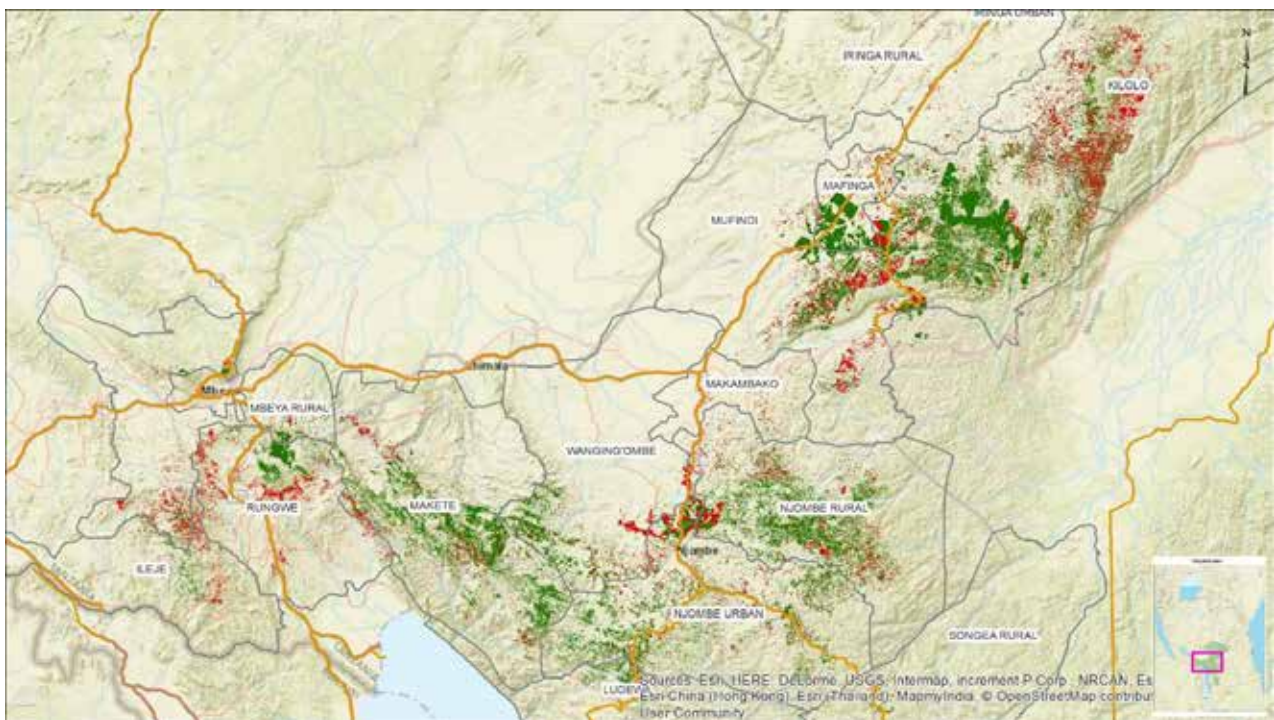 IRINGA URBAN
IRINGA RURAL
N
KILOLO
MAFINGA
MUFINDI
MAKAMBAKO
MBEYA RURAL
WANGING'OMBE
RUNGWE
MAKETE
NJOMBE RURAL
ILEJE
NJOMBE URBAN
SONGEA RURAL
LUDEWA
Sources: Esri, HERE, DeLorme, USGS, Intermap, increment P Corp., NRCAN, Es
Esri China (Hong Kong), Esri (Thailand), MapmyIndia, © OpenStreetMap contribu
User Community